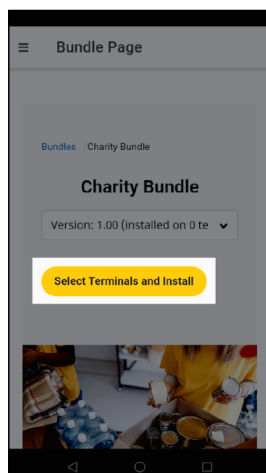 Bundle Page
Bundles / Charity Bundle
Charity Bundle
Version: 1.00 (installed on 0 te
Select Terminals and Install